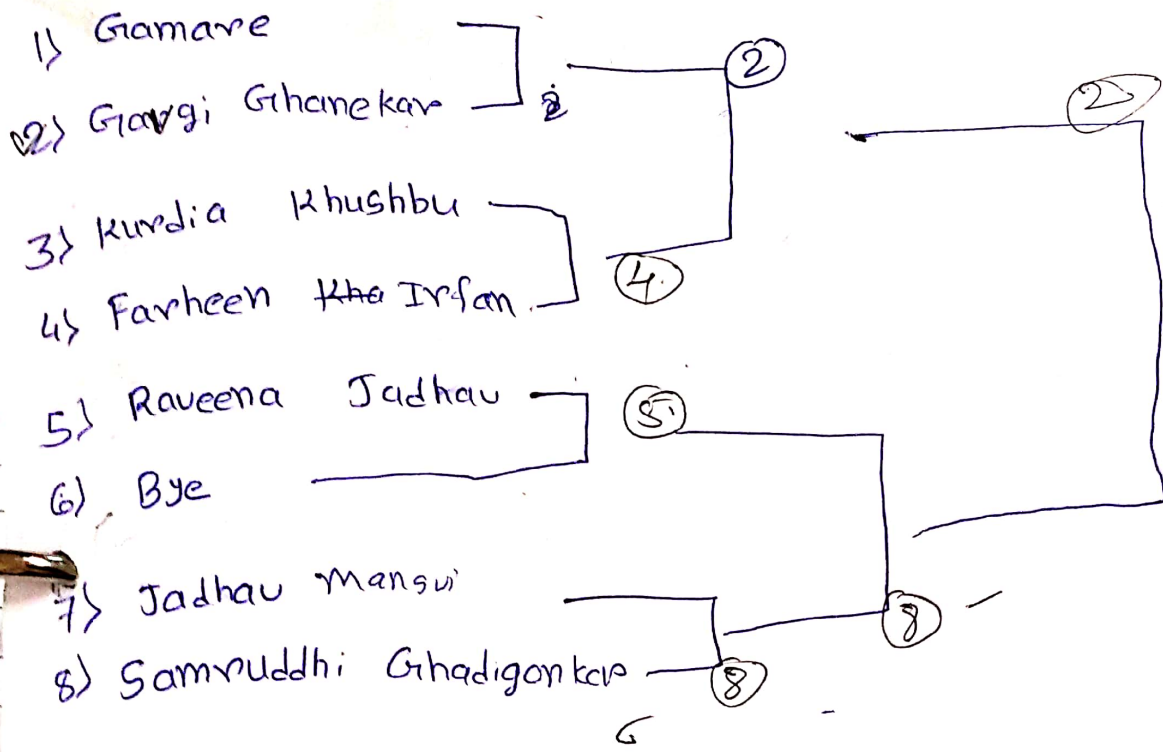 1) Gamare
2) Gargi Ghanekar
2
2
3) Kurdia Khushbu
4) Farheen Kha Irfan
4
5) Raveena Jadhav
5
6) Bye
7) Jadhav Mansvi
8
8) Samruddhi Ghadigonkar
8
G